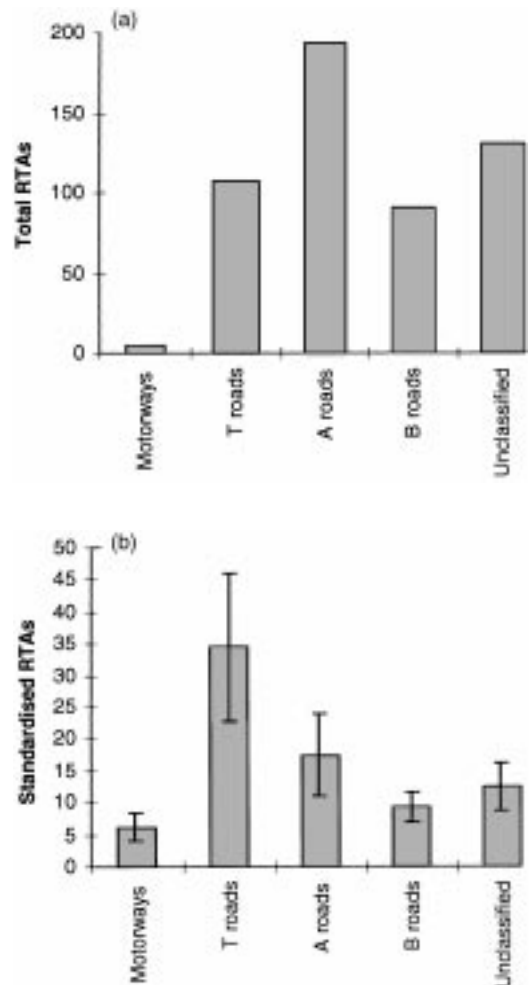 (a)
Total RTAs
200
150
100
50
0
Motorways
T roads
A roads
B roads
Unclassified
(b)
Standardised RTAs
50
45
40
35
30
25
20
15
10
5
0
Motorways
T roads
A roads
B roads
Unclassified